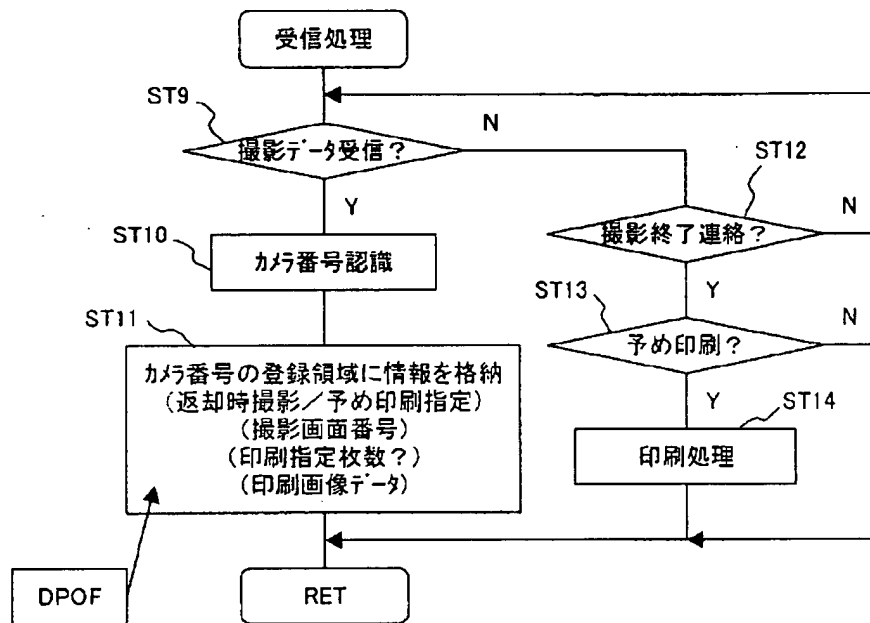 受信処理
ST9
撮影データ受信？
N
Y
ST12
撮影終了連絡？
N
ST10
カメラ番号認識
Y
ST13
予め印刷？
N
ST11
カメラ番号の登録領域に情報を格納
(返却時撮影／予め印刷指定)
(撮影画面番号)
(印刷指定枚数？)
(印刷画像データ)
Y
ST14
印刷処理
DPOF
RET